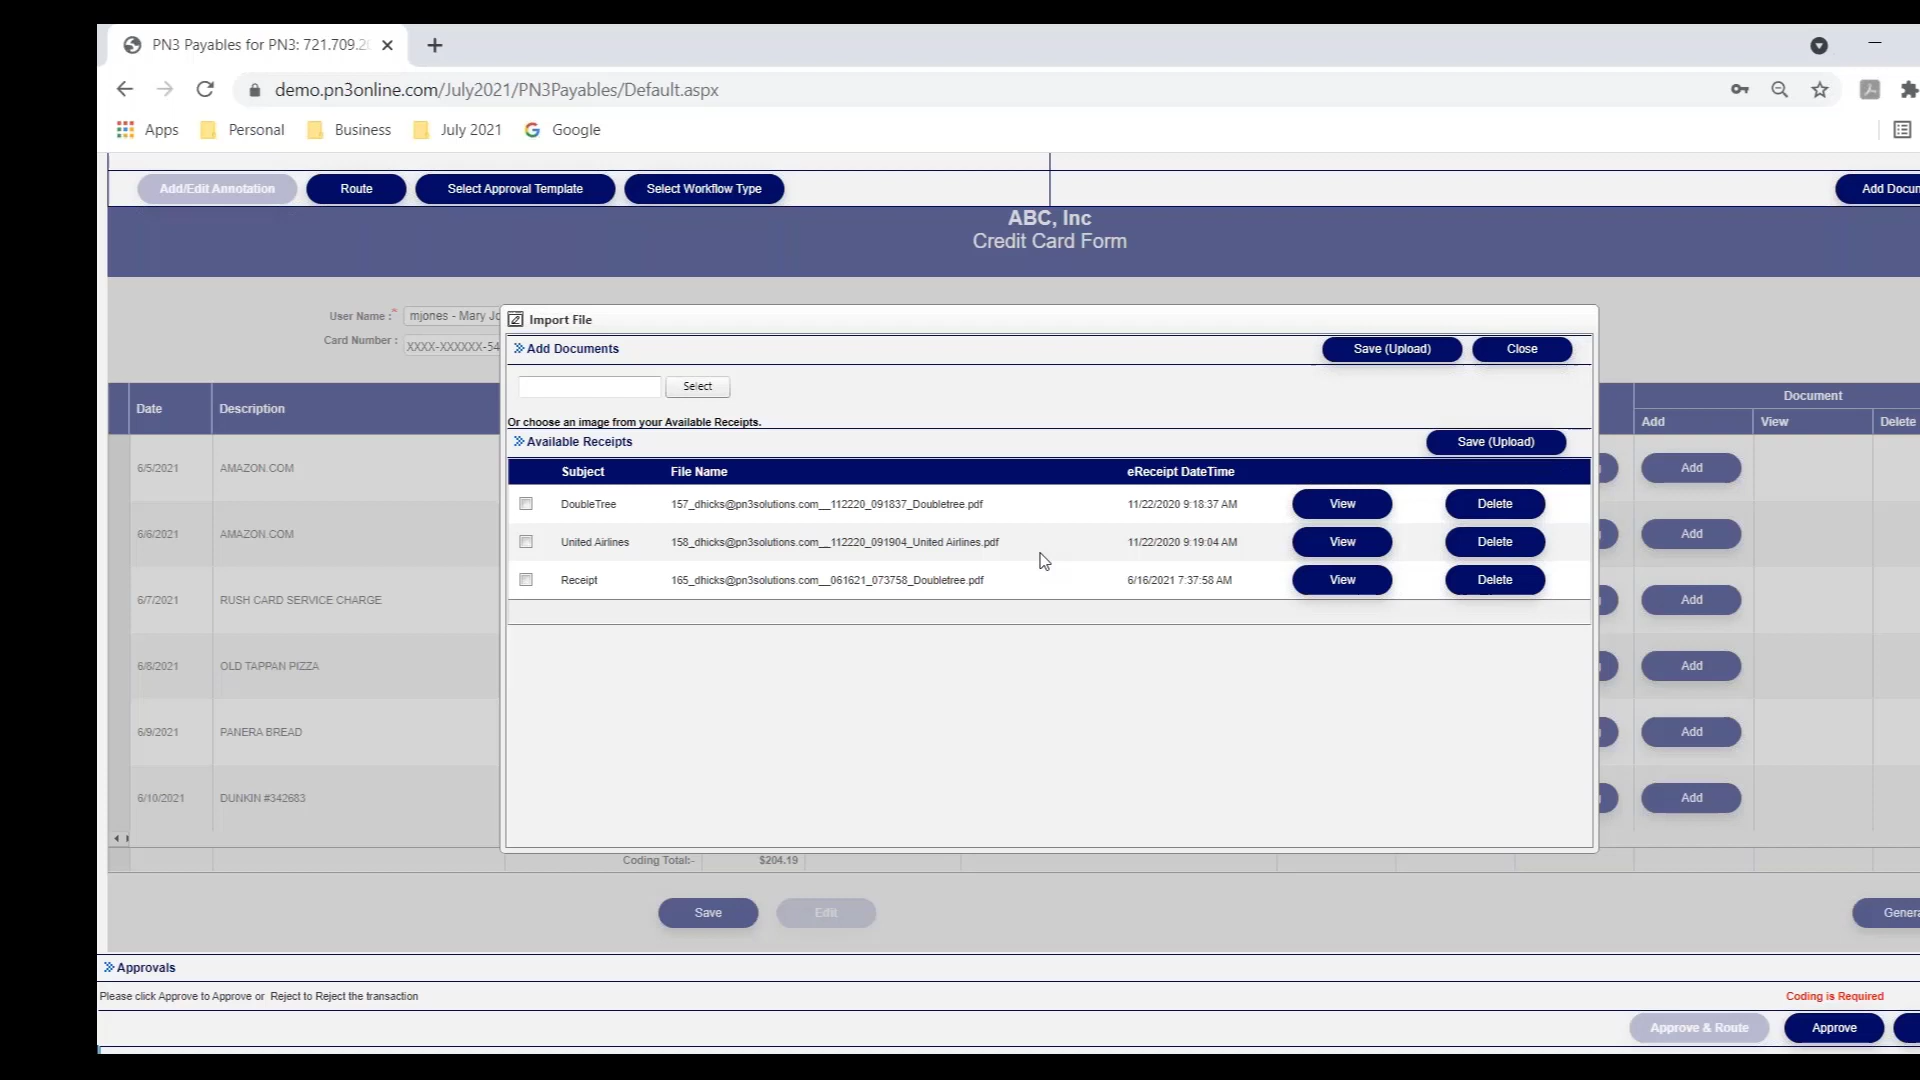 PN3 Payables for PN3: 721.709.20
demo.pn3online.com/July2021/PN3Payables/Default.aspx
Apps Personal Business July 2021 Google
Add/Edit Annotation Route Select Approval Template Select Workflow Type Add Docum
ABC, Inc
Credit Card Form
User Name :* mjones - Mary Jo
Card Number : XXXX-XXXXXX-54
Import File
Add Documents Save (Upload) Close
Select
Or choose an image from your Available Receipts.
Available Receipts Save (Upload)
Subject File Name eReceipt DateTime
DoubleTree 157_dhicks@pn3solutions.com__112220_091837_Doubletree.pdf 11/22/2020 9:18:37 AM View Delete
United Airlines 158_dhicks@pn3solutions.com__112220_091904_United Airlines.pdf 11/22/2020 9:19:04 AM View Delete
Receipt 165_dhicks@pn3solutions.com__061621_073758_Doubletree.pdf 6/16/2021 7:37:58 AM View Delete
Date Description Document
Add View Delete
6/5/2021 AMAZON.COM Add
6/6/2021 AMAZON.COM Add
6/7/2021 RUSH CARD SERVICE CHARGE Add
6/8/2021 OLD TAPPAN PIZZA Add
6/9/2021 PANERA BREAD Add
6/10/2021 DUNKIN #342683 Add
Coding Total:- $204.19
Save Edit Genera
Approvals
Please click Approve to Approve or Reject to Reject the transaction Coding is Required
Approve & Route Approve